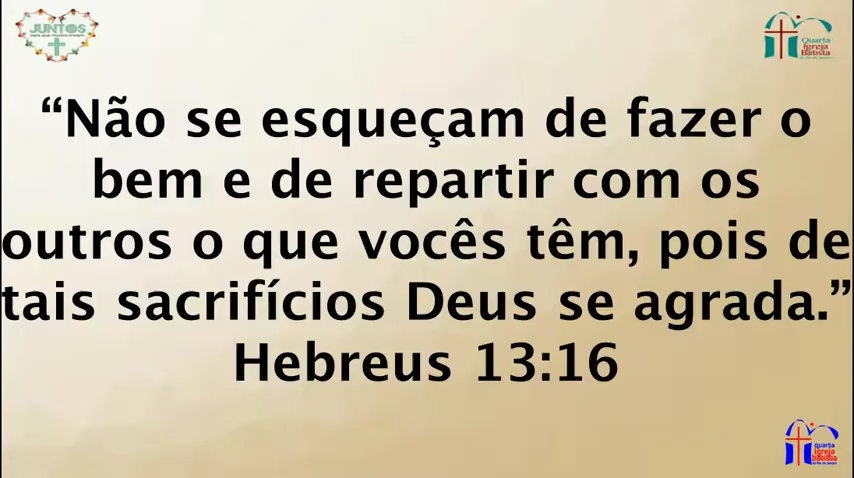 JUNTOS
Quarta
Igreja
Batista
“Não se esqueçam de fazer o
bem e de repartir com os
outros o que vocês têm, pois de
tais sacrifícios Deus se agrada.”
Hebreus 13:16
quarta
Igreja
Batista